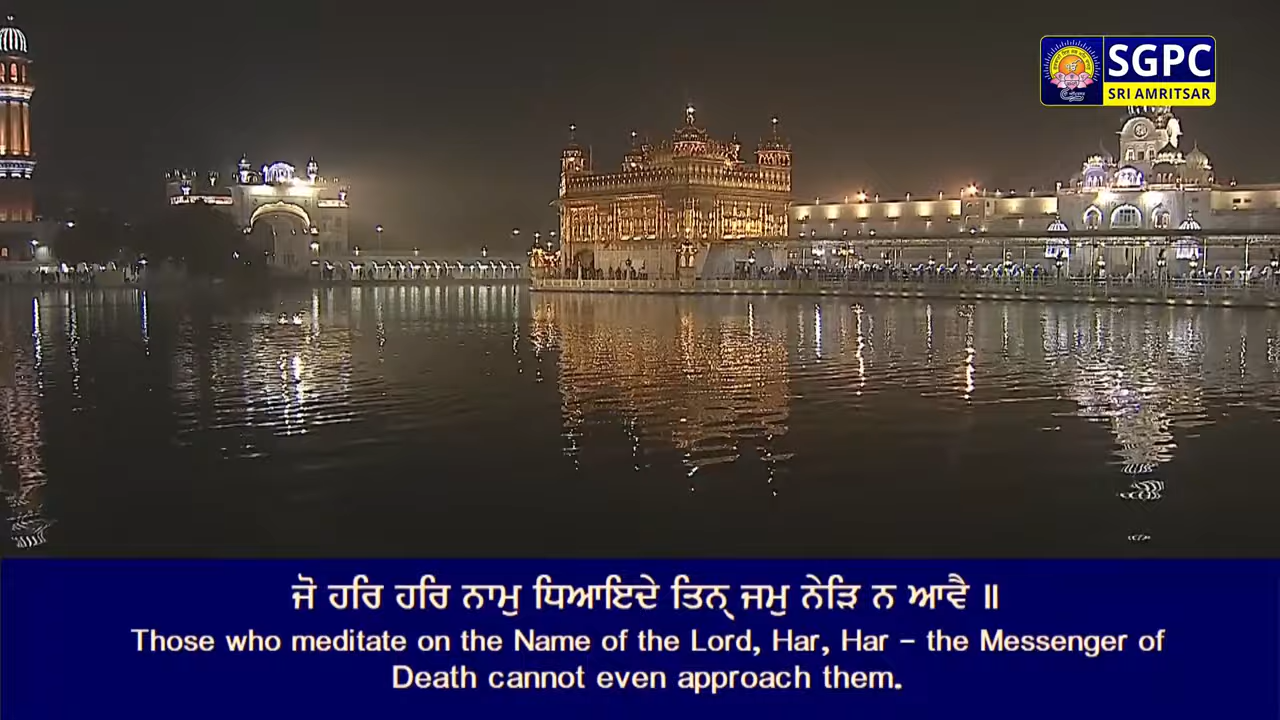 SGPC
SRI AMRITSAR
ਜੋ ਹਰਿ ਹਰਿ ਨਾਮੁ ਧਿਆਇਦੇ ਤਿਨ੍ ਜਮੁ ਨੇੜਿ ਨ ਆਵੈ ॥
Those who meditate on the Name of the Lord, Har, Har – the Messenger of
Death cannot even approach them.